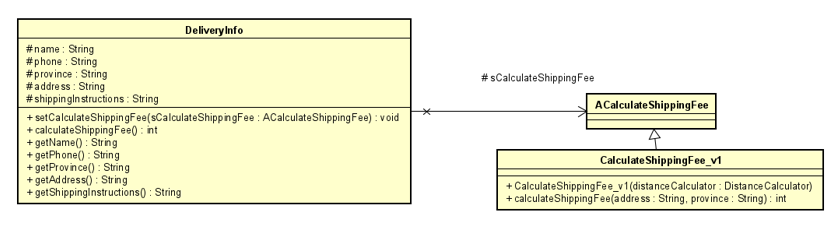 DeliveryInfo
# name : String
# phone : String
# province : String
# address : String
# shippingInstructions : String
+ setCalculateShippingFee(sCalculateShippingFee : ACalculateShippingFee) : void
+ calculateShippingFee() : int
+ getName() : String
+ getPhone() : String
+ getProvince() : String
+ getAddress() : String
+ getShippingInstructions() : String
# sCalculateShippingFee
ACalculateShippingFee
CalculateShippingFee_v1
+ CalculateShippingFee_v1(distanceCalculator : DistanceCalculator)
+ calculateShippingFee(address : String, province : String) : int